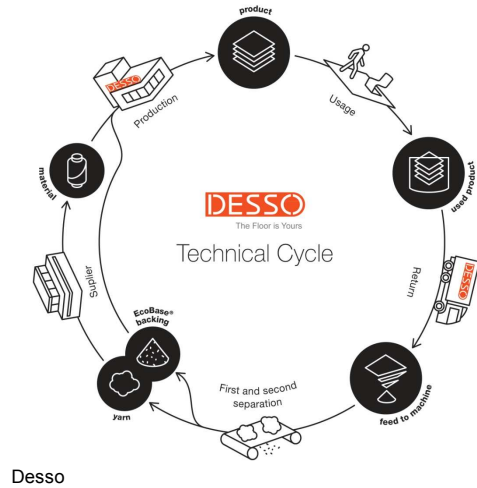 product
DESSO
Production
Usage
material
used product
DESSO
The Floor is Yours
Technical Cycle
Suplier
Return
DESSO
EcoBase®
backing
yarn
First and second
separation
feed to machine
Desso